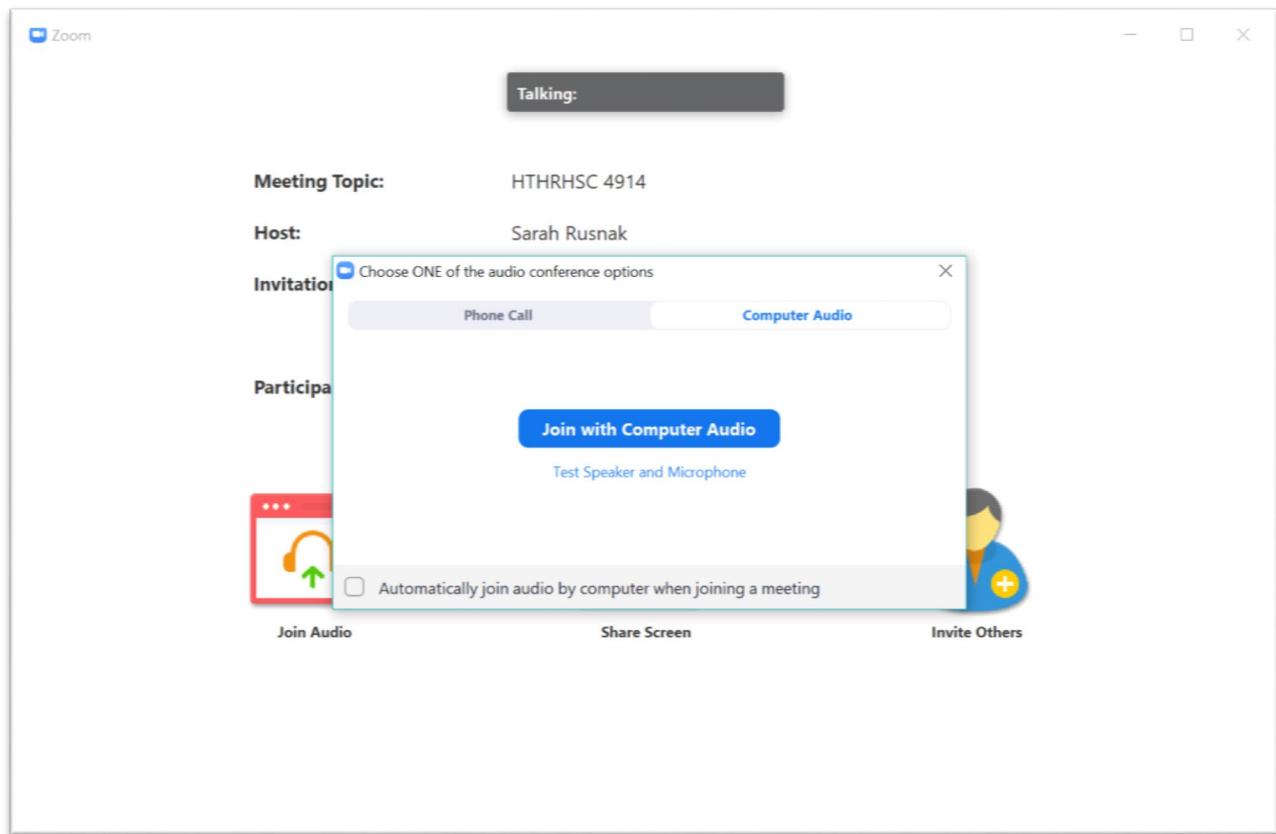 Zoom
Talking:
Meeting Topic: HTHRHSC 4914
Host: Sarah Rusnak
Choose ONE of the audio conference options
Phone Call Computer Audio
Join with Computer Audio
Test Speaker and Microphone
Automatically join audio by computer when joining a meeting
Join Audio Share Screen Invite Others